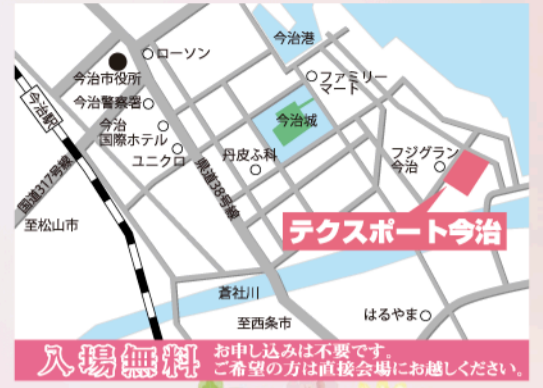 今治港
ローソン
ファミリー
マート
今治市役所
今治警察署
今治駅
今治城
今治
国際ホテル
ユニクロ
丹皮ふ科
フジグラン
今治
国道317号線
県道38号線
至松山市
テクスポート今治
蒼社川
至西条市
はるやま
入場無料
お申し込みは不要です。
ご希望の方は直接会場にお越しください。